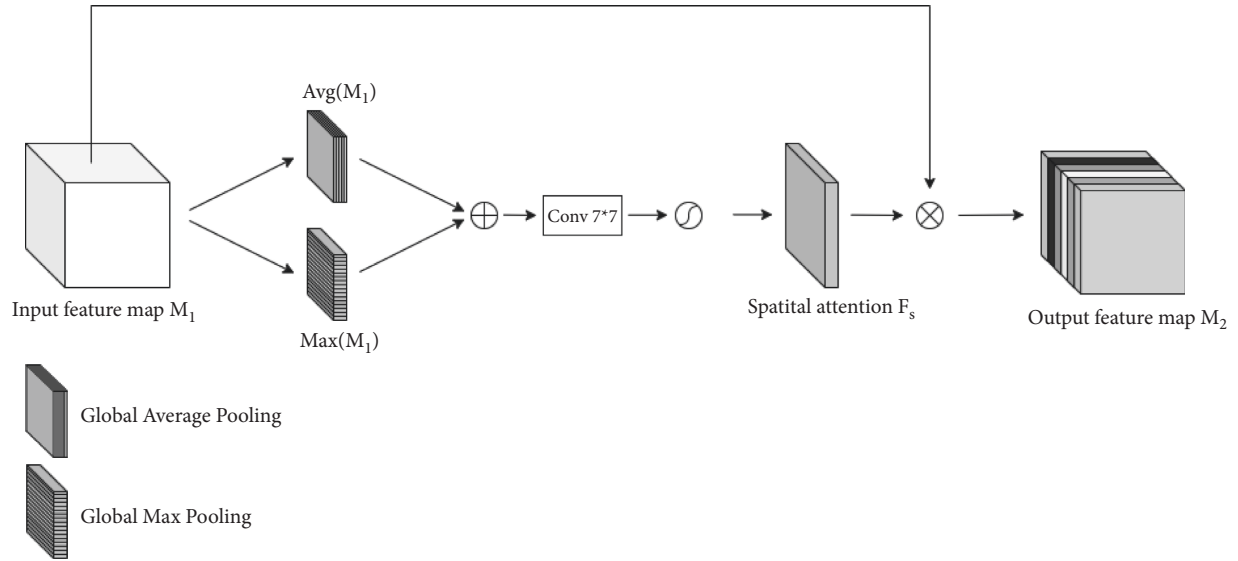 Avg(M₁)
Conv 7*7
Input feature map M₁
Max(M₁)
Spatital attention Fₛ
Output feature map M₂
Global Average Pooling
Global Max Pooling